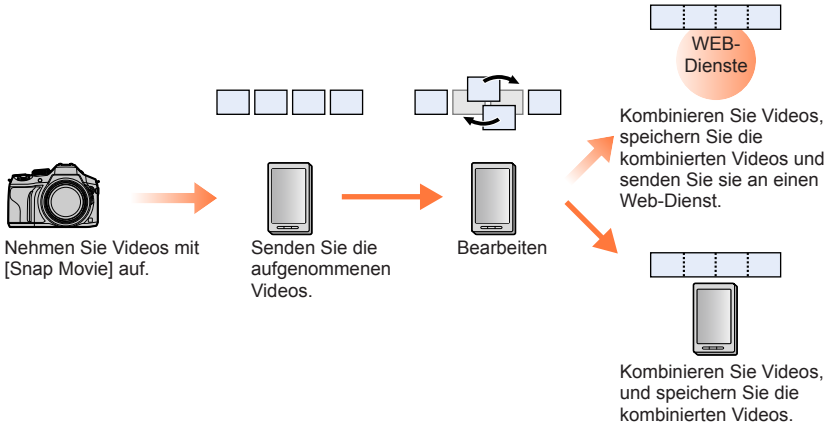 Nehmen Sie Videos mit
[Snap Movie] auf.
Senden Sie die
aufgenommenen
Videos.
Bearbeiten
WEB-
Dienste
Kombinieren Sie Videos,
speichern Sie die
kombinierten Videos und
senden Sie sie an einen
Web-Dienst.
Kombinieren Sie Videos,
und speichern Sie die
kombinierten Videos.